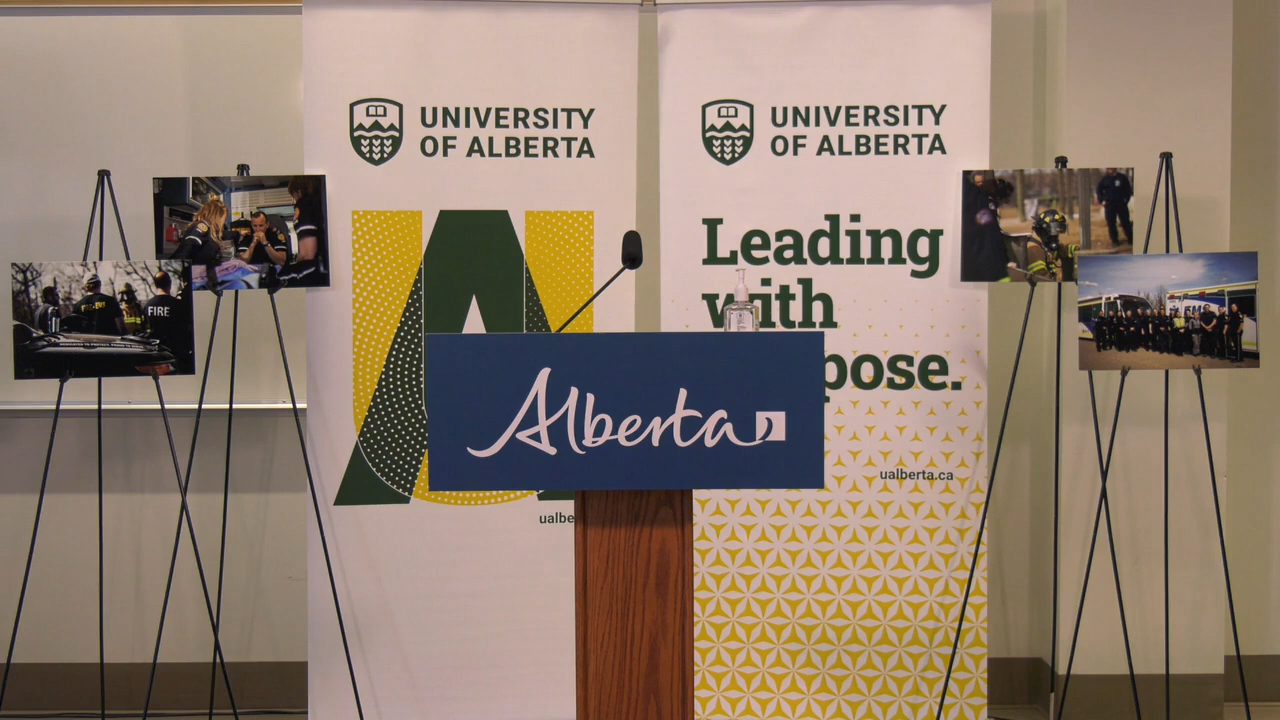 UNIVERSITY
OF ALBERTA
UNIVERSITY
OF ALBERTA
Leading
with
pose.
Alberta
ualberta.ca
ualbe
FIRE